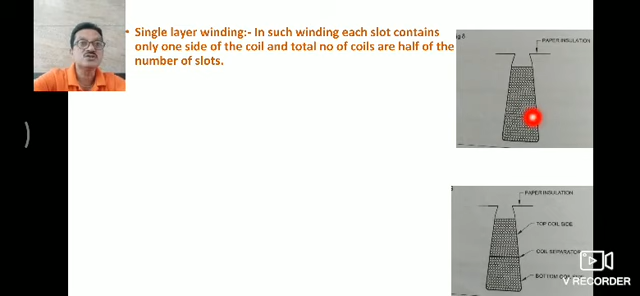 • Single layer winding:- In such winding each slot contains
only one side of the coil and total no of coils are half of the
number of slots.
PAPER INSULATION
PAPER INSULATION
TOP COIL SIDE
COIL SEPARATOR
BOTTOM
V RECORDER